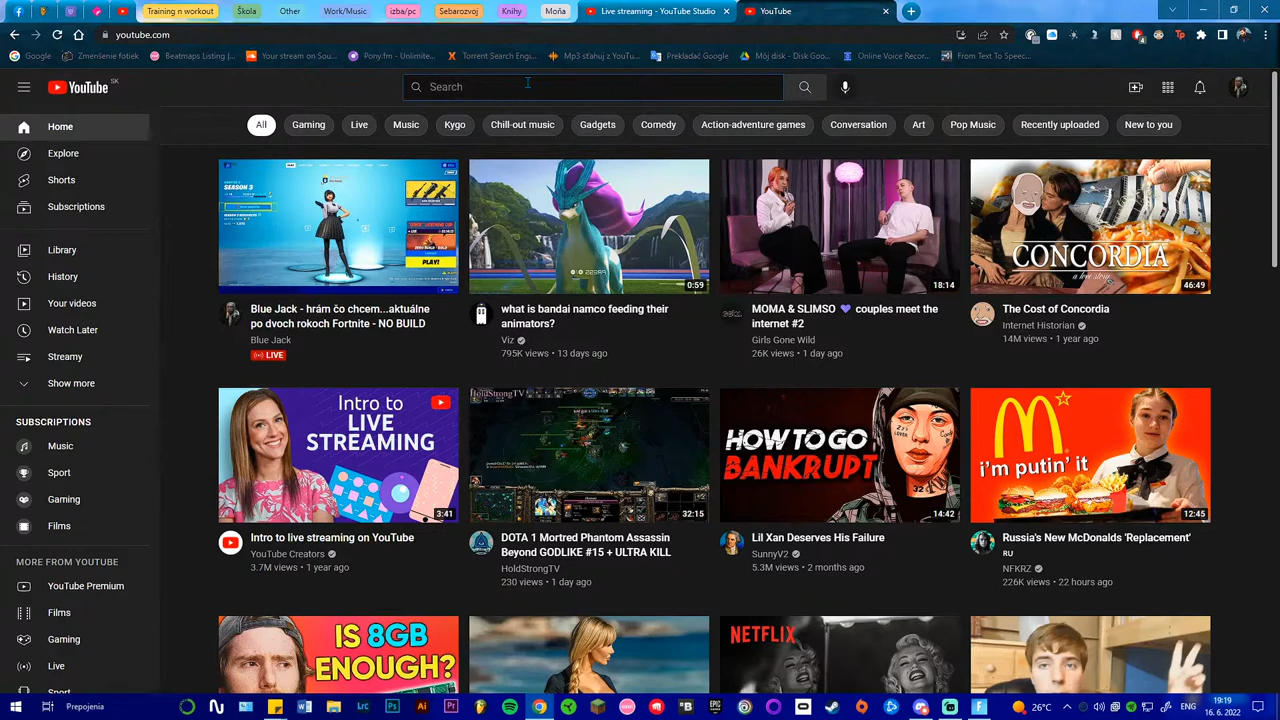 Training n workout
Škola
Other
Work/Music
izba/pc
Sebarozvoj
Knihy
Moňa
Live streaming - YouTube Studio
YouTube
youtube.com
Google
Zmenšenie fotiek
Beatmaps Listing |...
Your stream on Sou...
Pony.fm - Unlimite...
Torrent Search Engi...
Mp3 sťahuj z YouTu...
Prekladač Google
Môj disk - Disk Goo...
Online Voice Recor...
From Text To Speec...
YouTube SK
Search
Home
Explore
Shorts
Subscriptions
Library
History
Your videos
Watch Later
Streamy
Show more
SUBSCRIPTIONS
Music
Sport
Gaming
Films
MORE FROM YOUTUBE
YouTube Premium
Films
Gaming
Live
All
Gaming
Live
Music
Kygo
Chill-out music
Gadgets
Comedy
Action-adventure games
Conversation
Art
Pop Music
Recently uploaded
New to you
SEASON 3
PLAY!
Blue Jack - hrám čo chcem...aktuálne
po dvoch rokoch Fortnite - NO BUILD
Blue Jack
LIVE
0:59
what is bandai namco feeding their
animators?
Viz
795K views • 13 days ago
18:14
MOMA & SLIMSO 💜 couples meet the
internet #2
Girls Gone Wild
26K views • 1 day ago
CONCORDIA
a love story
46:49
The Cost of Concordia
Internet Historian
14M views • 1 year ago
Intro to
LIVE
STREAMING
3:41
Intro to live streaming on YouTube
YouTube Creators
3.7M views • 1 year ago
HoldStrongTV
32:15
DOTA 1 Mortred Phantom Assassin
Beyond GODLIKE #15 + ULTRA KILL
HoldStrongTV
230 views • 1 day ago
HOW TO GO
BANKRUPT
14:42
Lil Xan Deserves His Failure
SunnyV2
5.3M views • 2 months ago
i'm putin' it
12:45
Russia's New McDonalds 'Replacement'
RU
NFKRZ
226K views • 22 hours ago
IS 8GB
ENOUGH?
NETFLIX
Prepojenia
Lrc
Ps
Ai
Pr
26°C
ENG
19:19
16. 6. 2022